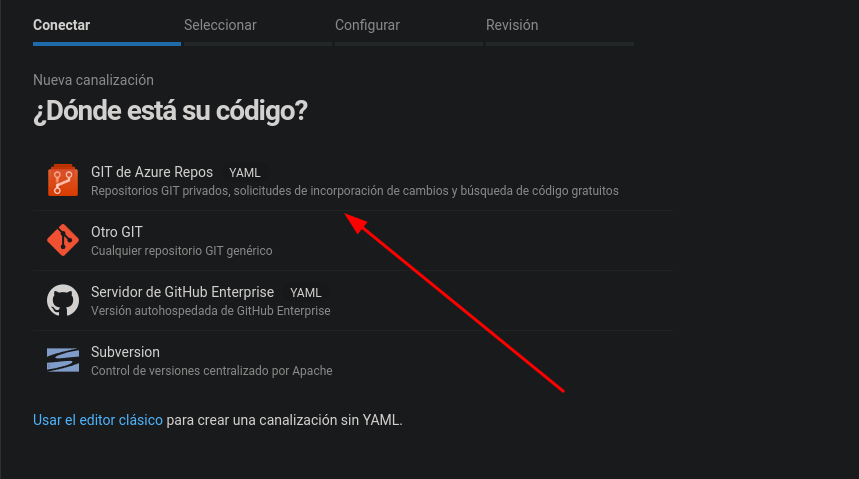 Conectar Seleccionar Configurar Revisión
Nueva canalización
¿Dónde está su código?
GIT de Azure Repos YAML
Repositorios GIT privados, solicitudes de incorporación de cambios y búsqueda de código gratuitos
Otro GIT
Cualquier repositorio GIT genérico
Servidor de GitHub Enterprise YAML
Versión autohospedada de GitHub Enterprise
Subversion
Control de versiones centralizado por Apache
Usar el editor clásico para crear una canalización sin YAML.